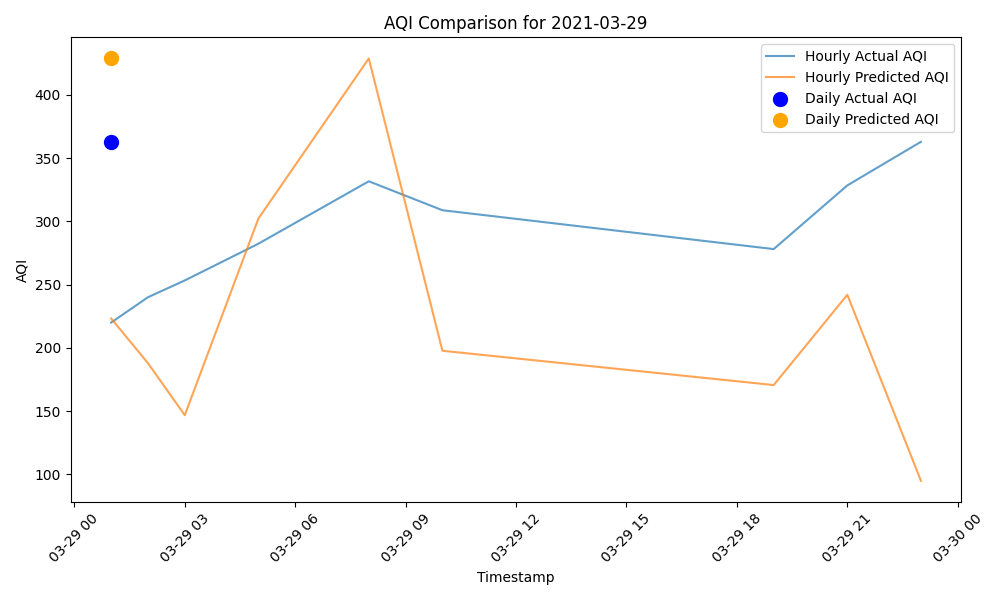 AQI Comparison for 2021-03-29
Hourly Actual AQI
Hourly Predicted AQI
Daily Actual AQI
Daily Predicted AQI
AQI
400
350
300
250
200
150
100
03-29 00
03-29 03
03-29 06
03-29 09
03-29 12
03-29 15
03-29 18
03-29 21
03-30 00
Timestamp